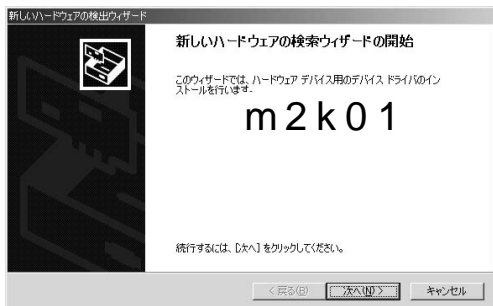 新しいハードウェアの検出ウィザード
新しいハードウェアの検索ウィザードの開始
このウィザードでは、ハードウェア デバイス用のデバイス ドライバのイン
ストールを行います。
m2k01
続行するには、[次へ] をクリックしてください。
< 戻る(B) 次へ(N) > キャンセル